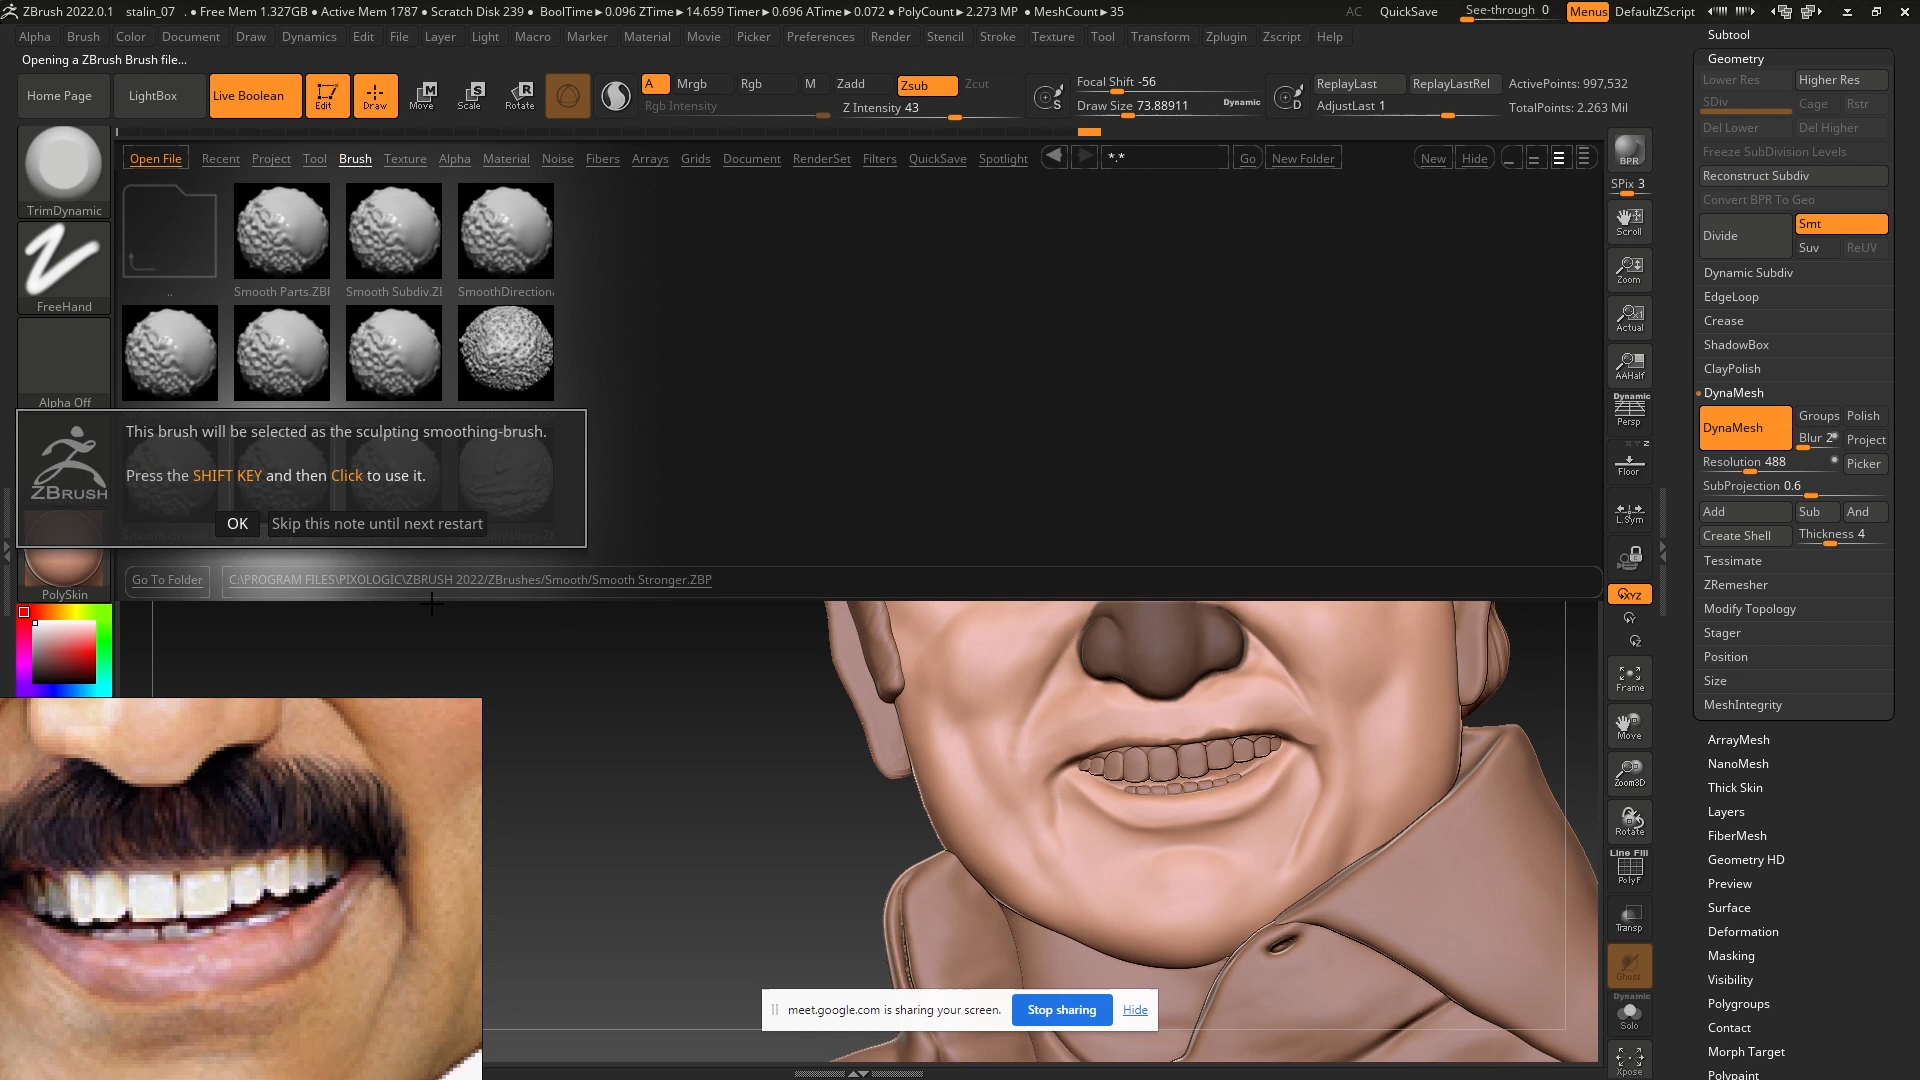 ZBrush 2022.0.1 stalin_07 . ● Free Mem 1.327GB ● Active Mem 1787 ● Scratch Disk 239 ● BoolTime►0.096 ZTime►14.659 Timer►0.696 ATime►0.072 ● PolyCount►2.273 MP ● MeshCount►35 AC QuickSave See-through 0 Menus DefaultZScript
Alpha Brush Color Document Draw Dynamics Edit File Layer Light Macro Marker Material Movie Picker Preferences Render Stencil Stroke Texture Tool Transform Zplugin Zscript Help
Opening a ZBrush Brush file...
Home Page LightBox Live Boolean Edit Draw Move Scale Rotate
A Mrgb Rgb M Zadd Zsub Zcut
Rgb Intensity Z Intensity 43
Focal Shift -56
Draw Size 73.88911 Dynamic
S D
ReplayLast ReplayLastRel ActivePoints: 997,532
AdjustLast 1 TotalPoints: 2.263 Mil
Open File Recent Project Tool Brush Texture Alpha Material Noise Fibers Arrays Grids Document RenderSet Filters QuickSave Spotlight *.* Go New Folder New Hide
TrimDynamic
FreeHand
Alpha Off
PolySkin
.. Smooth Parts.ZBI Smooth Subdiv.ZI SmoothDirectiona
This brush will be selected as the sculpting smoothing-brush.
Press the SHIFT KEY and then Click to use it.
ZBRUSH
OK Skip this note until next restart
Go To Folder C:\PROGRAM FILES\PIXOLOGIC\ZBRUSH 2022/ZBrushes/Smooth/Smooth Stronger.ZBP
meet.google.com is sharing your screen. Stop sharing Hide
BPR
SPix 3
Scroll
Zoom
Actual
AAHalf
Dynamic
Persp
Floor
L.Sym
XYZ
Y
Z
Frame
Move
Zoom3D
Rotate
Line Fill
PolyF
Transp
Ghost
Dynamic
Solo
Xpose
Subtool
Geometry
Lower Res Higher Res
SDiv Cage Rstr
Del Lower Del Higher
Freeze SubDivision Levels
Reconstruct Subdiv
Convert BPR To Geo
Divide Smt
Suv ReUV
Dynamic Subdiv
EdgeLoop
Crease
ShadowBox
ClayPolish
DynaMesh
DynaMesh Groups Polish
Blur 2 Project
Resolution 488 Picker
SubProjection 0.6
Add Sub And
Create Shell Thickness 4
Tessimate
ZRemesher
Modify Topology
Stager
Position
Size
MeshIntegrity
ArrayMesh
NanoMesh
Thick Skin
Layers
FiberMesh
Geometry HD
Preview
Surface
Deformation
Masking
Visibility
Polygroups
Contact
Morph Target
Polypaint